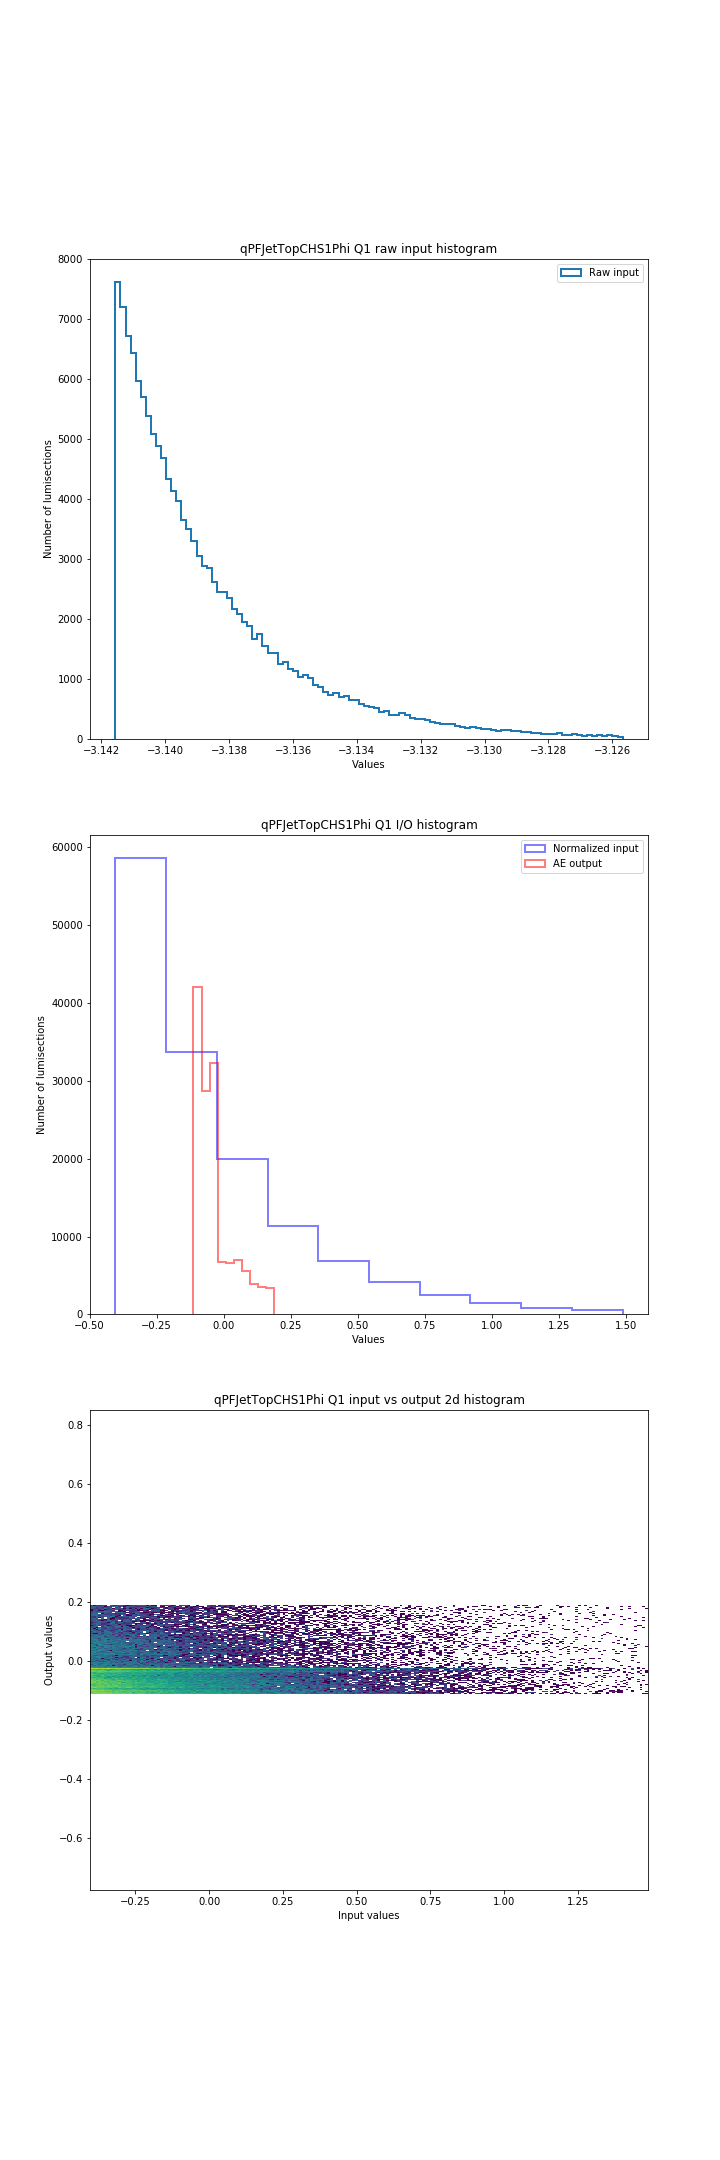 qPFJetTopCHS1Phi Q1 raw input histogram
8000
7000
6000
5000
4000
3000
2000
1000
0
Number of lumisections
Raw input
−3.142 −3.140 −3.138 −3.136 −3.134 −3.132 −3.130 −3.128 −3.126
Values
qPFJetTopCHS1Phi Q1 I/O histogram
60000
50000
40000
30000
20000
10000
0
Number of lumisections
Normalized input
AE output
−0.50 −0.25 0.00 0.25 0.50 0.75 1.00 1.25 1.50
Values
qPFJetTopCHS1Phi Q1 input vs output 2d histogram
0.8
0.6
0.4
0.2
0.0
−0.2
−0.4
−0.6
Output values
−0.25 0.00 0.25 0.50 0.75 1.00 1.25
Input values